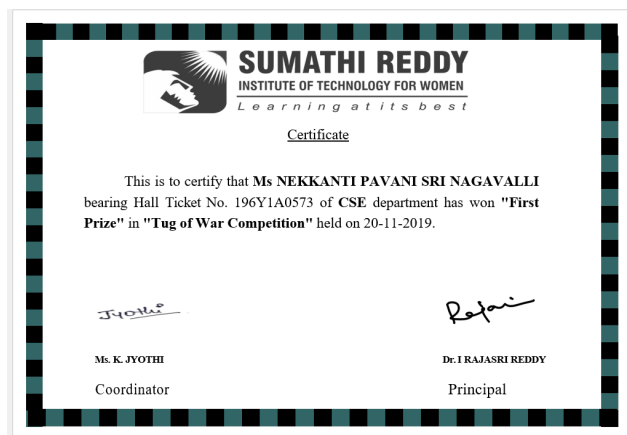 SUMATHI REDDY
INSTITUTE OF TECHNOLOGY FOR WOMEN
Learning at its best
Certificate
This is to certify that Ms NEKKANTI PAVANI SRI NAGAVALLI
bearing Hall Ticket No. 196Y1A0573 of CSE department has won "First
Prize" in "Tug of War Competition" held on 20-11-2019.
Jyothi
Rajasri
Ms. K. JYOTHI
Dr. I RAJASRI REDDY
Coordinator
Principal